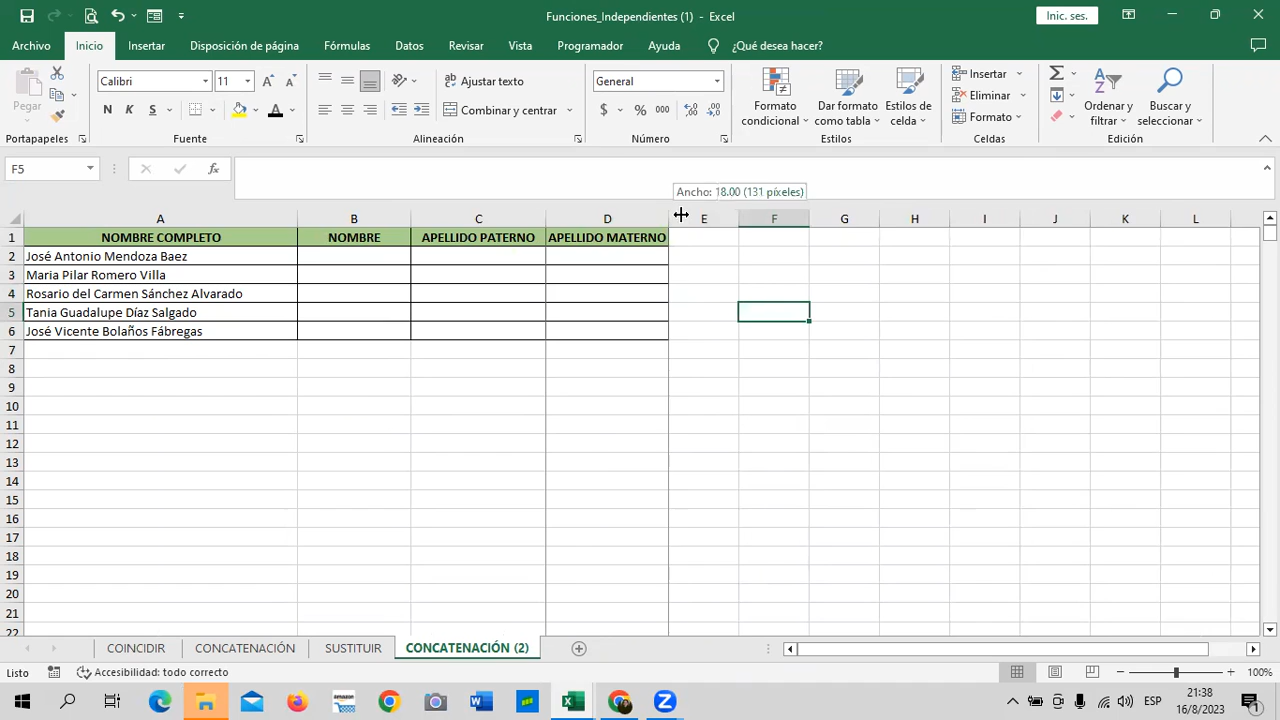 Funciones_Independientes (1) - Excel
Inic. ses.
Archivo Inicio Insertar Disposición de página Fórmulas Datos Revisar Vista Programador Ayuda ¿Qué desea hacer?
Pegar
Calibri 11
N K S
Ajustar texto
Combinar y centrar
General
$ % 000
Formato condicional
Dar formato como tabla
Estilos de celda
Insertar
Eliminar
Formato
Ordenar y filtrar
Buscar y seleccionar
Portapapeles Fuente Alineación Número Estilos Celdas Edición
F5 fx
Ancho: 18.00 (131 píxeles)
A B C D E F G H I J K L
1 NOMBRE COMPLETO NOMBRE APELLIDO PATERNO APELLIDO MATERNO
2 José Antonio Mendoza Baez
3 Maria Pilar Romero Villa
4 Rosario del Carmen Sánchez Alvarado
5 Tania Guadalupe Díaz Salgado
6 José Vicente Bolaños Fábregas
7
8
9
10
11
12
13
14
15
16
17
18
19
20
21
22
COINCIDIR CONCATENACIÓN SUSTITUIR CONCATENACIÓN (2)
Listo Accesibilidad: todo correcto 100%
amazon
ESP
21:38
16/8/2023